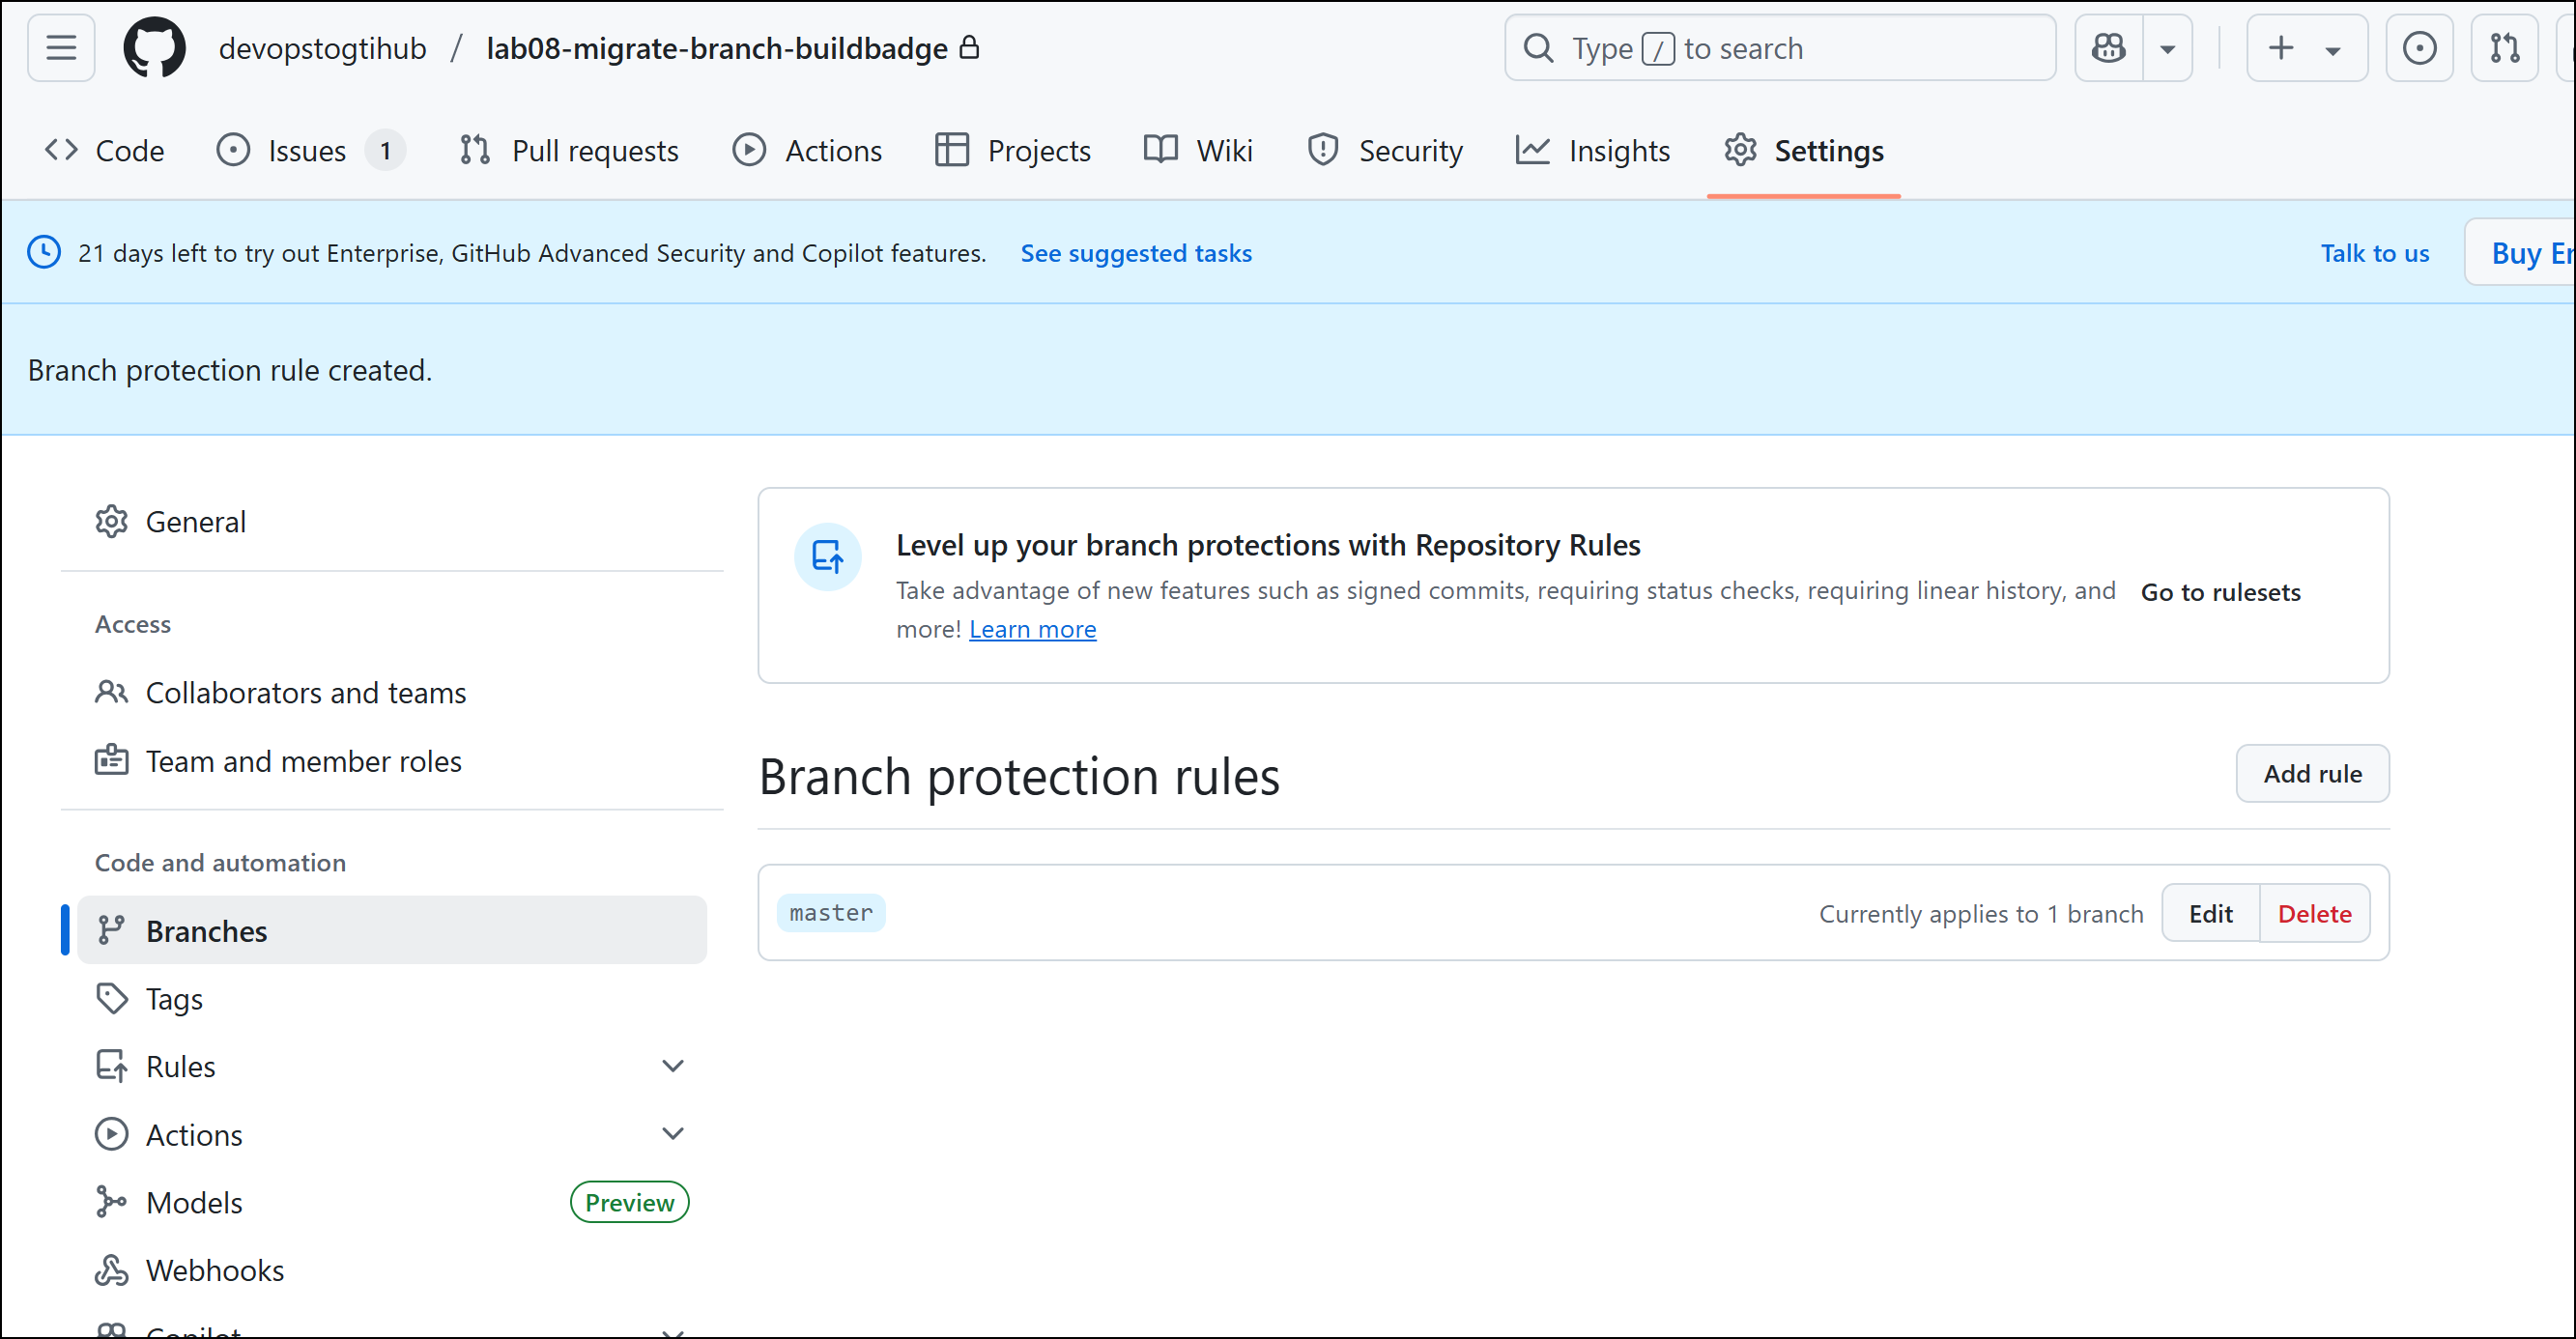 devopstogtihub / lab08-migrate-branch-buildbadge
Type / to search
Code
Issues 1
Pull requests
Actions
Projects
Wiki
Security
Insights
Settings
21 days left to try out Enterprise, GitHub Advanced Security and Copilot features. See suggested tasks
Talk to us
Buy
Branch protection rule created.
General
Access
Collaborators and teams
Team and member roles
Code and automation
Branches
Tags
Rules
Actions
Models Preview
Webhooks
Level up your branch protections with Repository Rules
Take advantage of new features such as signed commits, requiring status checks, requiring linear history, and
more! Learn more
Go to rulesets
Branch protection rules
Add rule
master
Currently applies to 1 branch
Edit
Delete